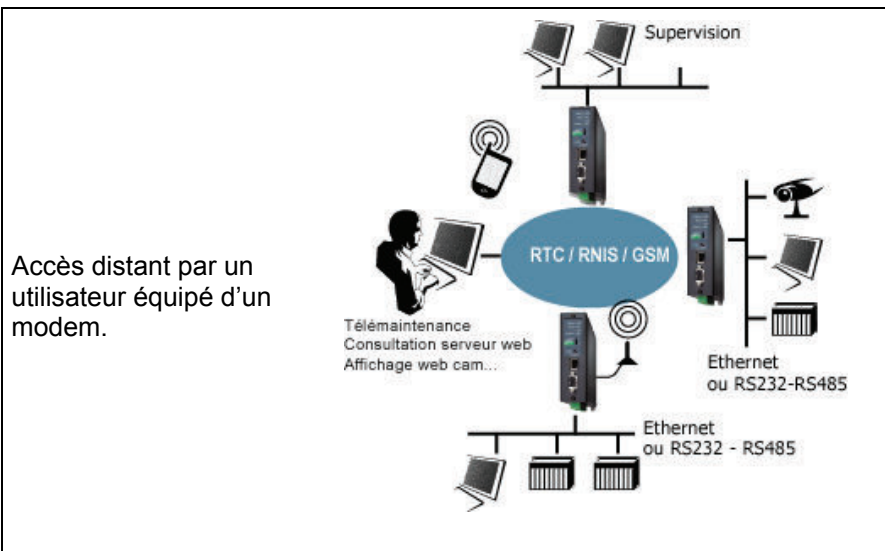 Supervision
Accès distant par un
utilisateur équipé d'un
modem.
RTC / RNIS / GSM
Télémaintenance
Consultation serveur web
Affichage web cam...
Ethernet
ou RS232-RS485
Ethernet
ou RS232 - RS485